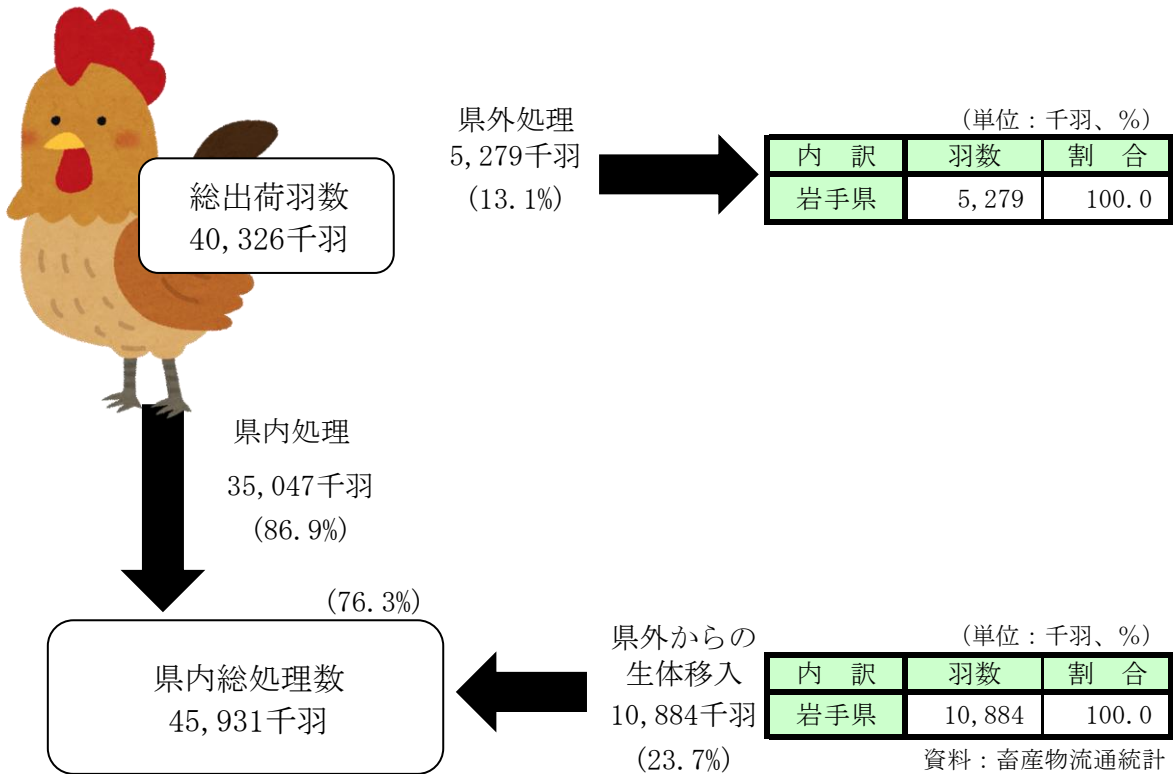 県外処理
5,279千羽
(13.1%)
(単位：千羽、%)
内　訳 羽数 割　合
岩手県 5,279 100.0
総出荷羽数
40,326千羽
県内処理
35,047千羽
(86.9%)
(76.3%)
県内総処理数
45,931千羽
県外からの
生体移入
10,884千羽
(23.7%)
(単位：千羽、%)
内　訳 羽数 割　合
岩手県 10,884 100.0
資料：畜産物流通統計